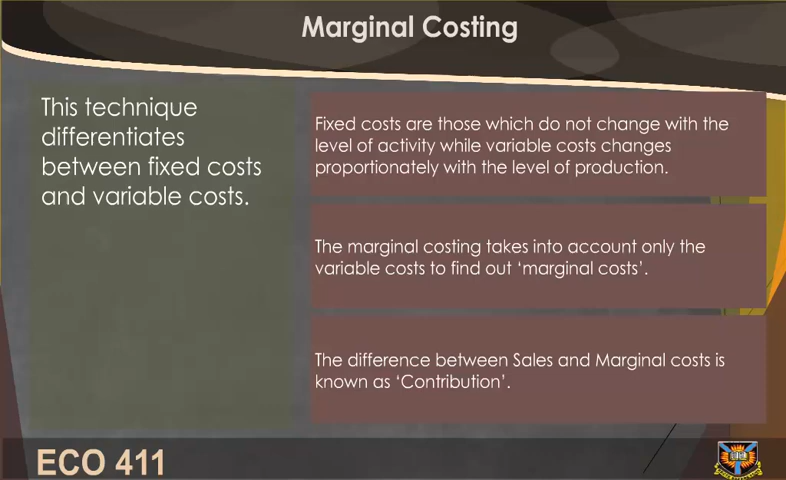 Marginal Costing
This technique
differentiates
between fixed costs
and variable costs.
Fixed costs are those which do not change with the
level of activity while variable costs changes
proportionately with the level of production.
The marginal costing takes into account only the
variable costs to find out ‘marginal costs’.
The difference between Sales and Marginal costs is
known as ‘Contribution’.
ECO 411